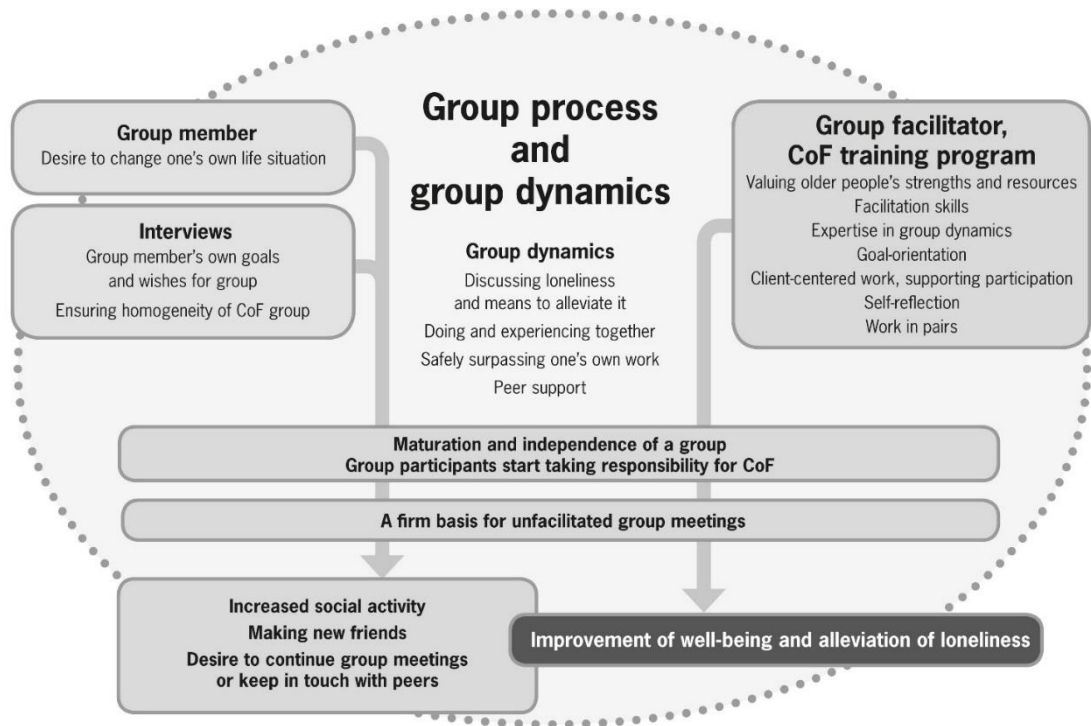 Group process
and
group dynamics
Group member
Desire to change one's own life situation
Interviews
Group member's own goals
and wishes for group
Ensuring homogeneity of CoF group
Group dynamics
Discussing loneliness
and means to alleviate it
Doing and experiencing together
Safely surpassing one's own work
Peer support
Group facilitator,
CoF training program
Valuing older people's strengths and resources
Facilitation skills
Expertise in group dynamics
Goal-orientation
Client-centered work, supporting participation
Self-reflection
Work in pairs
Maturation and independence of a group
Group participants start taking responsibility for CoF
A firm basis for unfacilitated group meetings
Increased social activity
Making new friends
Desire to continue group meetings
or keep in touch with peers
Improvement of well-being and alleviation of loneliness